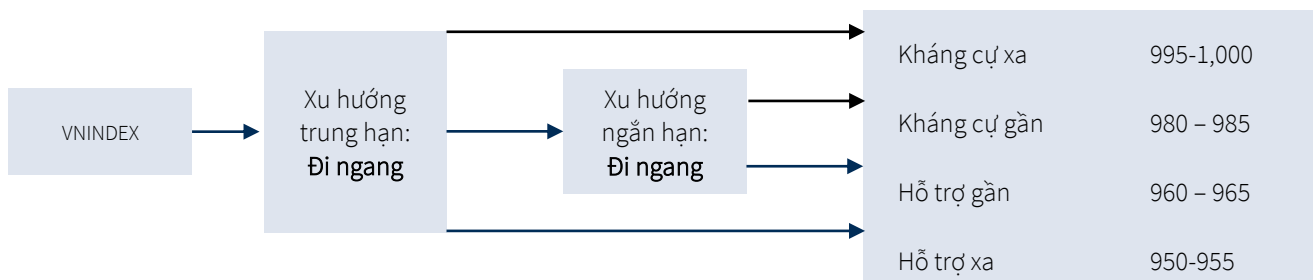 VNINDEX
Xu hướng
trung hạn:
Đi ngang
Xu hướng
ngắn hạn:
Đi ngang
Kháng cự xa 995-1,000
Kháng cự gần 980 – 985
Hỗ trợ gần 960 – 965
Hỗ trợ xa 950-955